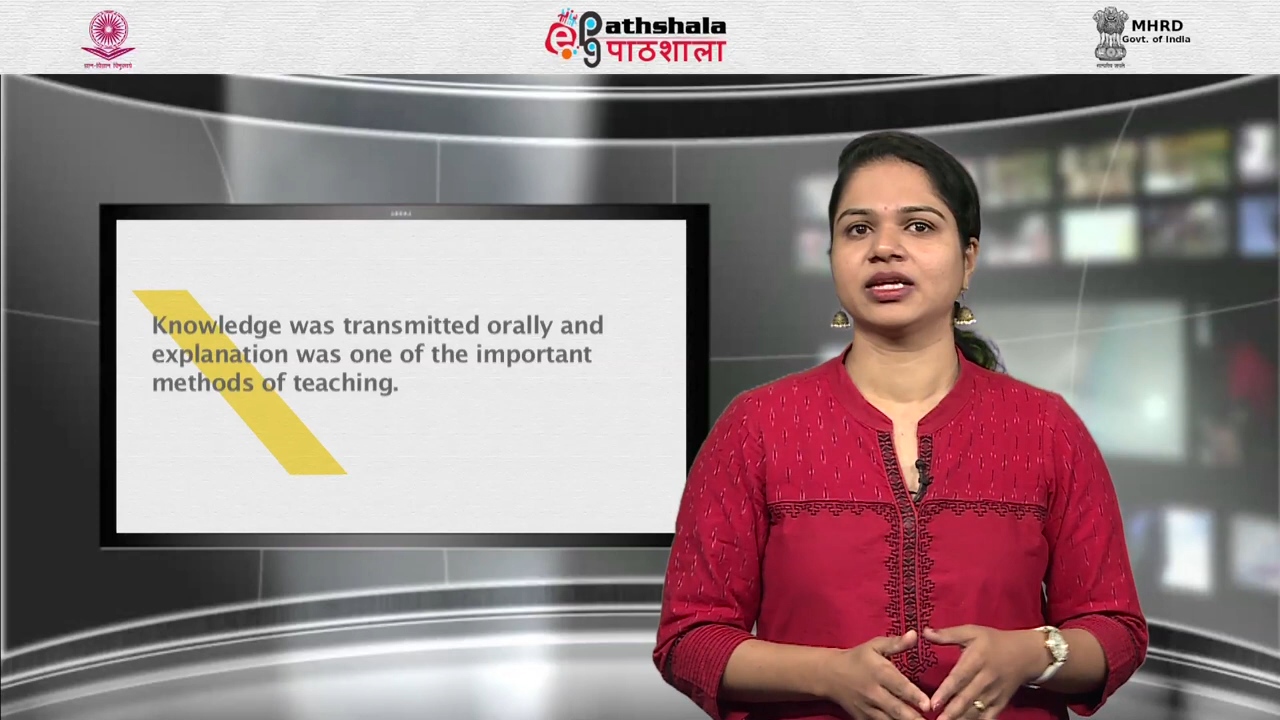 athshala
पाठशाला
MHRD
Govt. of India
Knowledge was transmitted orally and
explanation was one of the important
methods of teaching.